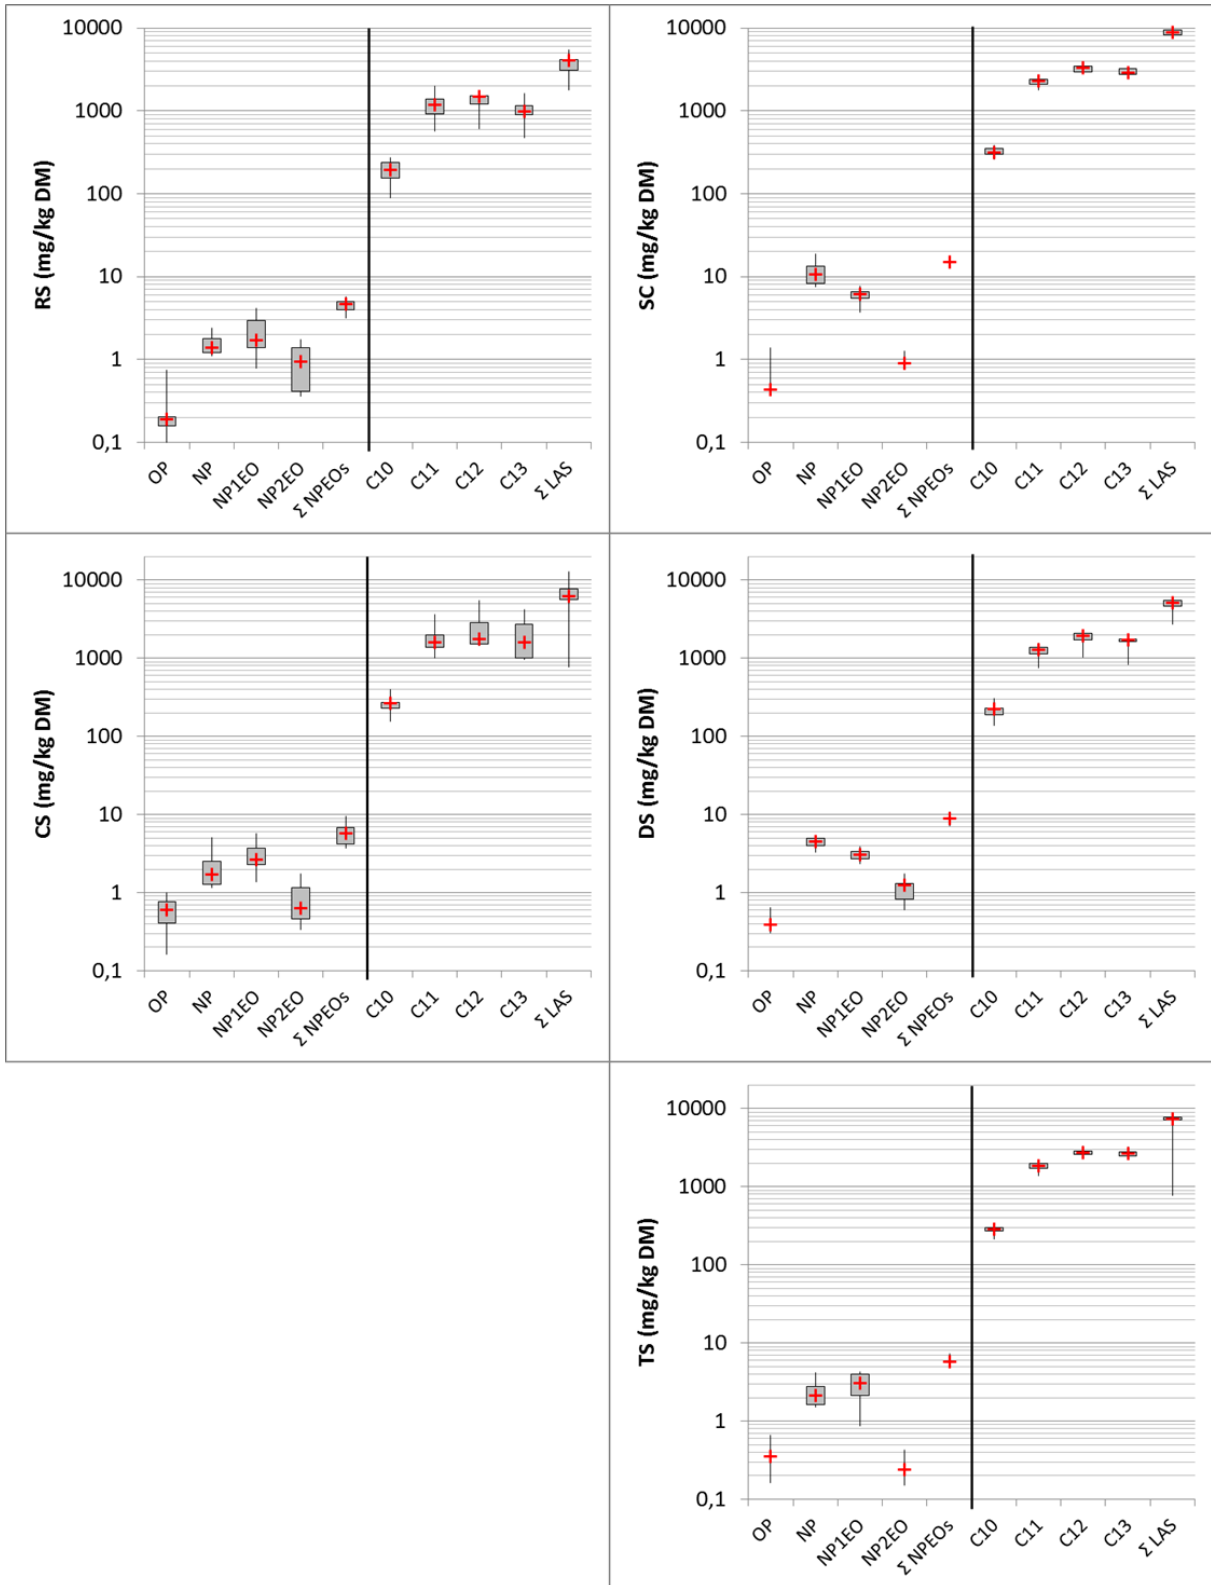 RS (mg/kg DM)
10000
1000
100
10
1
0,1
OP
NP
NP1EO
NP2EO
Σ NPEOs
C10
C11
C12
C13
Σ LAS
SC (mg/kg DM)
10000
1000
100
10
1
0,1
OP
NP
NP1EO
NP2EO
Σ NPEOs
C10
C11
C12
C13
Σ LAS
CS (mg/kg DM)
10000
1000
100
10
1
0,1
OP
NP
NP1EO
NP2EO
Σ NPEOs
C10
C11
C12
C13
Σ LAS
DS (mg/kg DM)
10000
1000
100
10
1
0,1
OP
NP
NP1EO
NP2EO
Σ NPEOs
C10
C11
C12
C13
Σ LAS
TS (mg/kg DM)
10000
1000
100
10
1
0,1
OP
NP
NP1EO
NP2EO
Σ NPEOs
C10
C11
C12
C13
Σ LAS